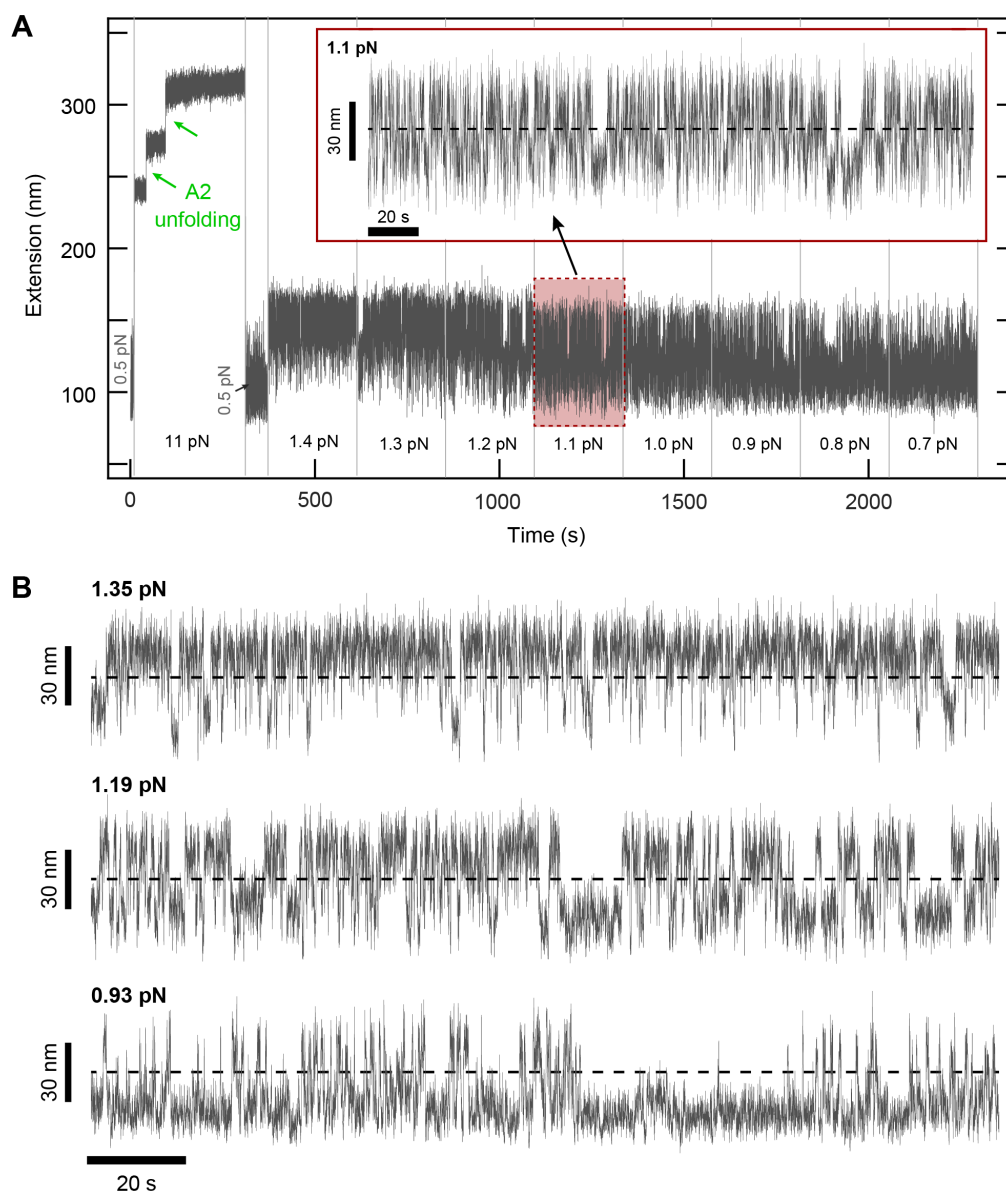 A
1.1 pN
30 nm
20 s
A2
unfolding
0.5 pN
0.5 pN
11 pN
1.4 pN
1.3 pN
1.2 pN
1.1 pN
1.0 pN
0.9 pN
0.8 pN
0.7 pN
300
200
100
Extension (nm)
0
500
1000
1500
2000
Time (s)
B
1.35 pN
30 nm
1.19 pN
30 nm
0.93 pN
30 nm
20 s